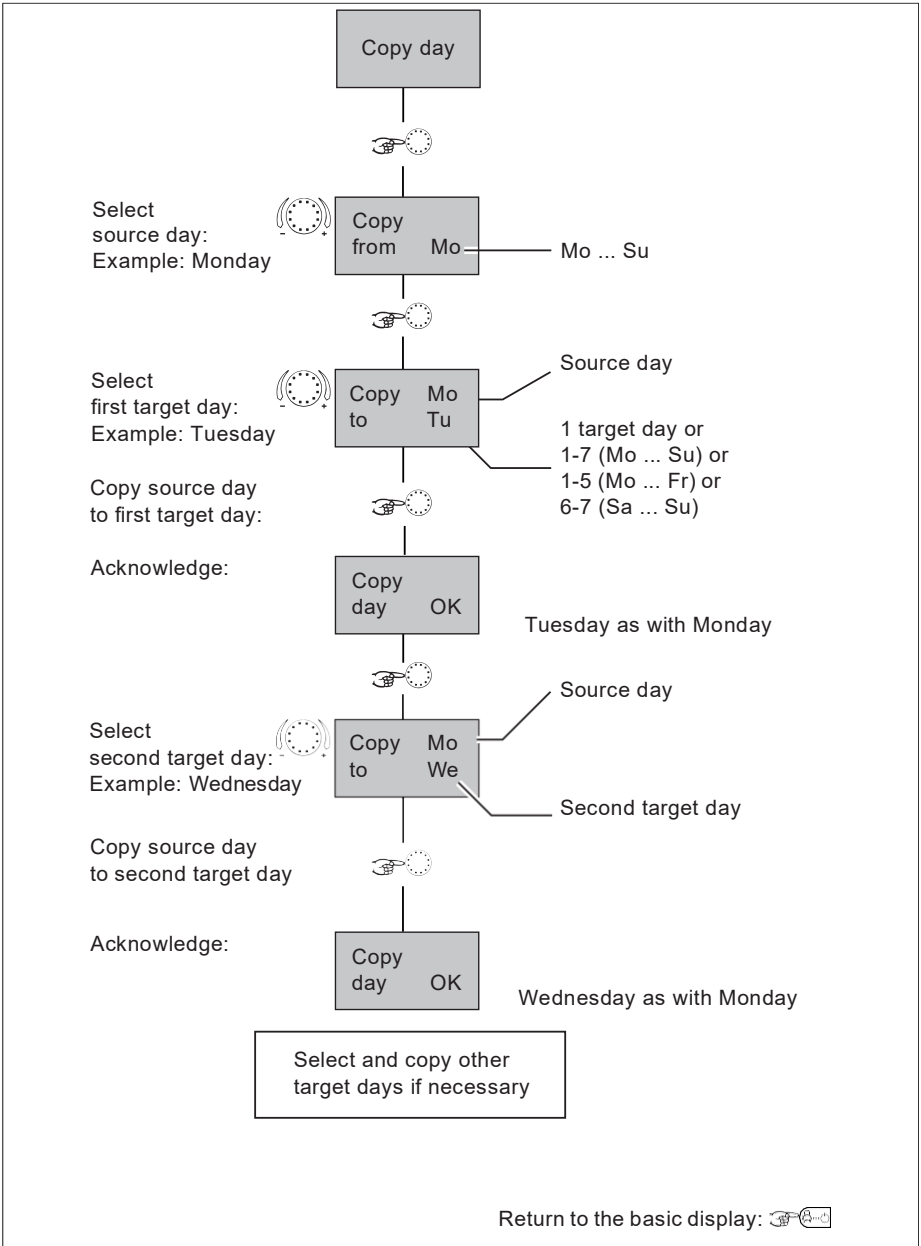 Copy day
Select
source day:
Example: Monday
- +
Copy
from Mo
Mo ... Su
Select
first target day:
Example: Tuesday
- +
Copy Mo
to Tu
Source day
1 target day or
1-7 (Mo ... Su) or
1-5 (Mo ... Fr) or
6-7 (Sa ... Su)
Copy source day
to first target day:
Acknowledge:
Copy
day OK
Tuesday as with Monday
Select
second target day:
Example: Wednesday
- +
Copy Mo
to We
Source day
Second target day
Copy source day
to second target day
Acknowledge:
Copy
day OK
Wednesday as with Monday
Select and copy other
target days if necessary
Return to the basic display: